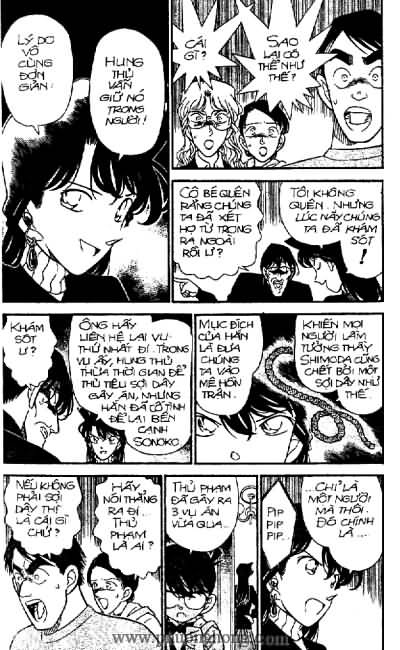 LÝ DO
VÔ
CÙNG
ĐƠN
GIẢN:
HUNG
THỦ
VẪN
GIỮ NÓ
TRONG
NGƯỜI!
CÁI
GÌ?
SAO
LẠI CÓ
THỂ NHƯ
THẾ?
CÔ BÉ QUÊN
RẰNG CHÚNG
TA ĐÃ XÉT
HỌ TỪ TRONG
RA NGOÀI
RỒI Ư?
TÔI KHÔNG
QUÊN. NHƯNG
LÚC NÃY CHÚNG
TA ĐÃ KHÁM
SÓT
!
KHÁM
SÓT
Ư?
ÔNG HÃY
LIÊN HỆ LẠI VỤ
THỨ NHẤT ĐI. TRONG
VỤ ẤY, HUNG THỦ
THỪA THỜI GIAN ĐỂ
THỦ TIÊU SỢI DÂY
GÂY ÁN, NHƯNG
HẮN ĐÃ CỐ TÌNH
ĐỂ LẠI BÊN
CẠNH
SONOKO
MỤC ĐÍCH
CỦA HẮN
LÀ ĐƯA
CHÚNG
TA VÀO
MÊ HỒN
TRẬN.
KHIẾN MỌI
NGƯỜI LẦM
TƯỞNG THẦY
SHIMODA CŨNG
CHẾT BỞI MỘT
SỢI DÂY NHƯ
THẾ...
NẾU KHÔNG
PHẢI SỢI
DÂY THÌ
LÀ CÁI GÌ
CHỨ?
HÃY
NÓI THẲNG
RA ĐI...
THỦ
PHẠM
LÀ AI?
THỦ PHẠM
ĐÃ GÂY RA
3 VỤ ÁN
VỪA QUA...
PIP
PIP
PIP...
...CHỈ LÀ
MỘT NGƯỜI
MÀ THÔI.
ĐÓ CHÍNH
LÀ ....